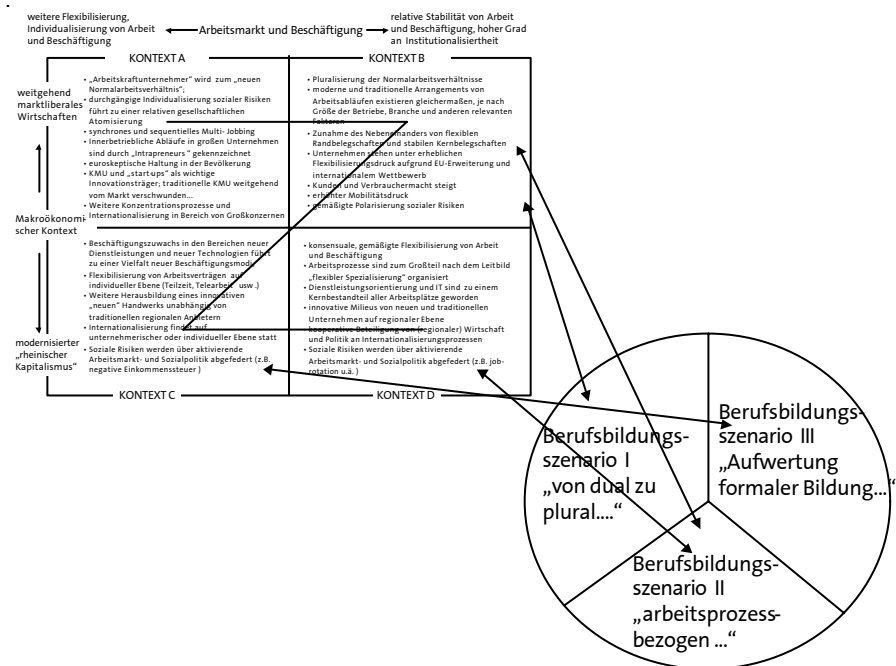 weitere Flexibilisierung,
Individualisierung von Arbeit
und Beschäftigung
Arbeitsmarkt und Beschäftigung
relative Stabilität von Arbeit
und Beschäftigung, hoher Grad
an Institutionalisiertheit
KONTEXT A
• „Arbeitskraftunternehmer“ wird zum „neuen
Normalarbeitsverhältnis“;
• durchgängige Individualisierung sozialer Risiken
führt zu einer relativen gesellschaftlichen
Atomisierung
• synchrones und sequentielles Multi- Jobbing
• Innerbetriebliche Abläufe in großen Unternehmen
sind durch „Intrapreneurs“ gekennzeichnet
• euroskeptische Haltung in der Bevölkerung
• KMU und „start-ups“ als wichtige
Innovationsträger; traditionelle KMU weitgehend
vom Markt verschwunden...
• Weitere Konzentrationsprozesse und
Internationalisierung in Bereich von Großkonzernen
KONTEXT B
• Pluralisierung der Normalarbeitsverhältnisse
• moderne und traditionelle Arrangements von
Arbeitsabläufen existieren gleichermaßen, je nach
Größe der Betriebe, Branche und anderen relevanten
Faktoren
• Zunahme des Nebeneinanders von flexiblen
Randbelegschaften und stabilen Kernbelegschaften
• Unternehmen stehen unter erheblichen
Flexibilisierungsdruck aufgrund EU-Erweiterung und
internationalem Wettbewerb
• Kunden und Verbrauchermacht steigt
• erhöhter Mobilitätsdruck
• gemäßigte Polarisierung sozialer Risiken
weitgehend
marktliberales
Wirtschaften
Makroökonomi-
scher Kontext
modernisierter
„rheinischer
Kapitalismus“
• Beschäftigungszuwachs in den Bereichen neuer
Dienstleistungen und neuer Technologien führt
zu einer Vielfalt neuer Beschäftigungsmodi;
• Flexibilisierung von Arbeitsverträgen auf
individueller Ebene (Teilzeit, Telearbeit usw.)
• Weitere Herausbildung eines innovativen
„neuen“ Handwerks unabhängig von
traditionellen regionalen Anbietern
• Internationalisierung findet auf
unternehmerischer oder individueller Ebene statt
• Soziale Risiken werden über aktivierende
Arbeitsmarkt- und Sozialpolitik abgefedert (z.B.
negative Einkommenssteuer )
KONTEXT C
• konsensuale, gemäßigte Flexibilisierung von Arbeit
und Beschäftigung
• Arbeitsprozesse sind zum Großteil nach dem Leitbild
„flexibler Spezialisierung“ organisiert
• Dienstleistungsorientierung und IT sind zu einem
Kernbestandteil aller Arbeitsplätze geworden
• innovative Milieus von neuen und traditionellen
Unternehmen auf regionaler Ebene
• kooperative Beteiligung von (regionaler) Wirtschaft
und Politik an Internationalisierungsprozessen
• Soziale Risiken werden über aktivierende
Arbeitsmarkt- und Sozialpolitik abgefedert (z.B. job-
rotation u.ä. )
KONTEXT D
Berufsbildungs-
szenario I
„von dual zu
plural....“
Berufsbildungs-
szenario III
„Aufwertung
formaler Bildung...“
Berufsbildungs-
szenario II
„arbeitsprozess-
bezogen ...“